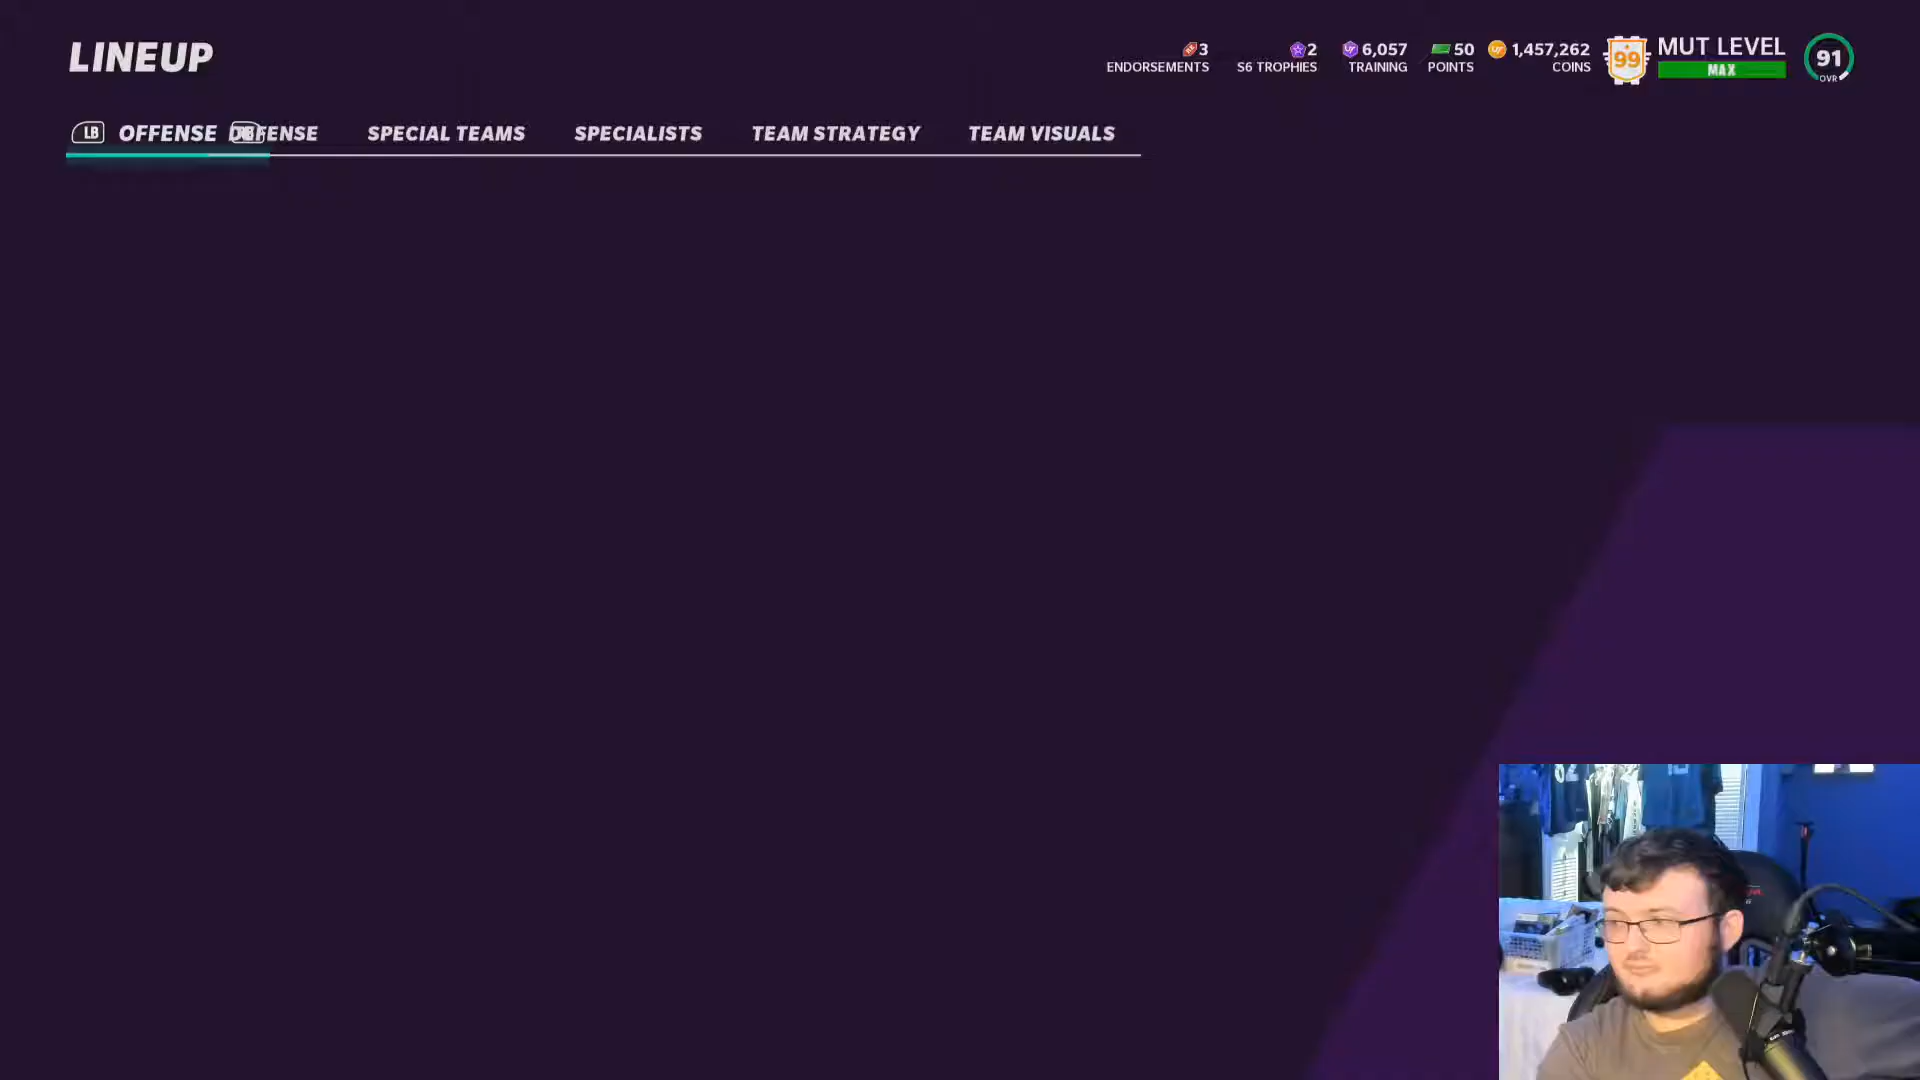 LINEUP
3 ENDORSEMENTS
2 S6 TROPHIES
6,057 TRAINING
50 POINTS
1,457,262 COINS
99
MUT LEVEL
MAX
91 OVR
LB OFFENSE DEFENSE SPECIAL TEAMS SPECIALISTS TEAM STRATEGY TEAM VISUALS